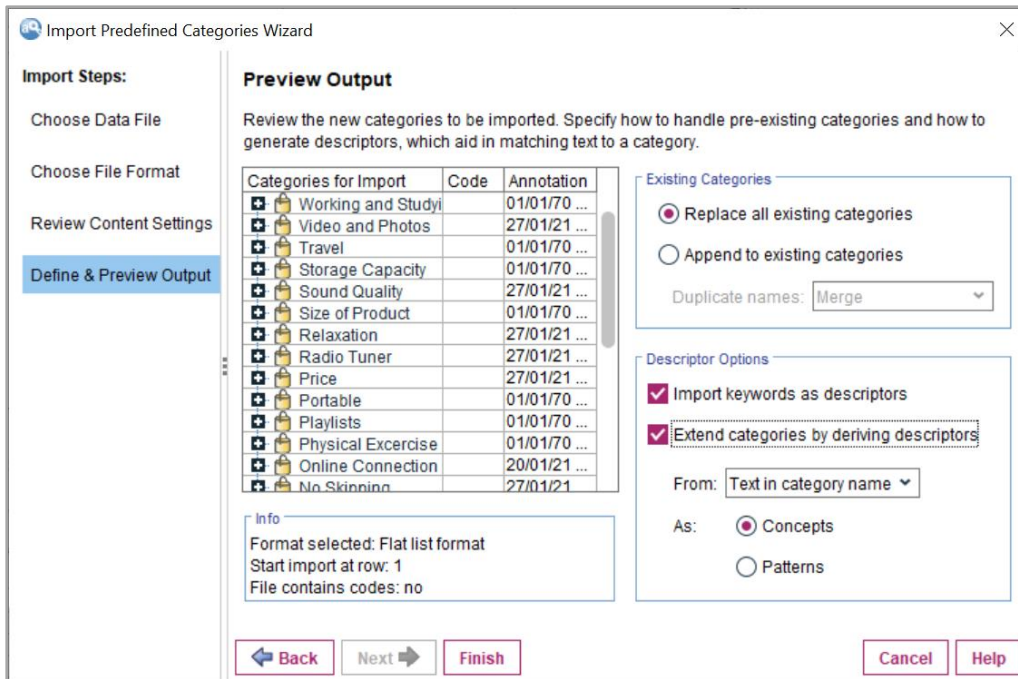 Import Predefined Categories Wizard
Import Steps:
Choose Data File
Choose File Format
Review Content Settings
Define & Preview Output
Preview Output
Review the new categories to be imported. Specify how to handle pre-existing categories and how to
generate descriptors, which aid in matching text to a category.
Categories for Import Code Annotation
Working and Studyi 01/01/70 ...
Video and Photos 27/01/21 ...
Travel 01/01/70 ...
Storage Capacity 01/01/70 ...
Sound Quality 27/01/21 ...
Size of Product 01/01/70 ...
Relaxation 27/01/21 ...
Radio Tuner 27/01/21 ...
Price 27/01/21 ...
Portable 01/01/70 ...
Playlists 01/01/70 ...
Physical Excercise 01/01/70 ...
Online Connection 20/01/21 ...
No Skipping 27/01/21
Info
Format selected: Flat list format
Start import at row: 1
File contains codes: no
Existing Categories
Replace all existing categories
Append to existing categories
Duplicate names: Merge
Descriptor Options
Import keywords as descriptors
Extend categories by deriving descriptors
From: Text in category name
As: Concepts
Patterns
Back Next Finish Cancel Help